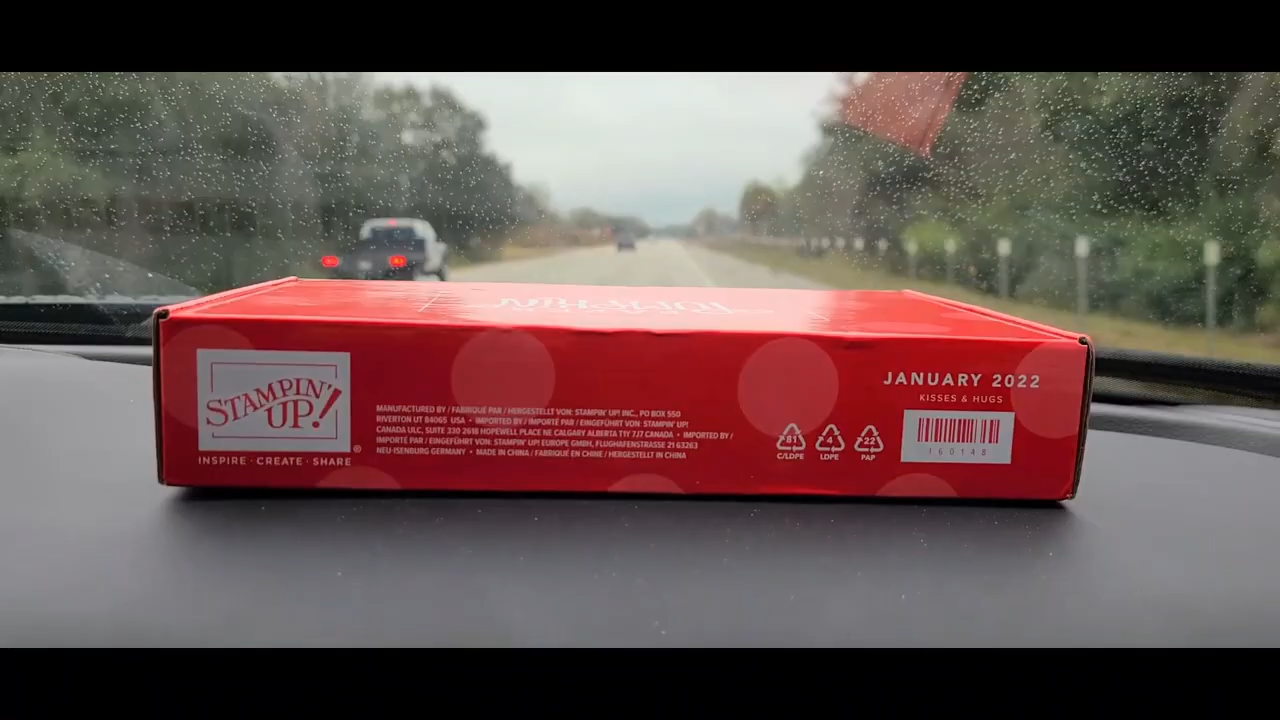 STAMPIN' UP!®
INSPIRE · CREATE · SHARE
MANUFACTURED BY / FABRIQUÉ PAR / HERGESTELLT VON: STAMPIN' UP! INC., PO BOX 550
RIVERTON UT 84065 USA • IMPORTED BY / IMPORTÉ PAR / EINGEFÜHRT VON: STAMPIN' UP!
CANADA ULC, SUITE 330 2618 HOPEWELL PLACE NE CALGARY ALBERTA T1Y 7J7 CANADA • IMPORTED BY /
IMPORTÉ PAR / EINGEFÜHRT VON: STAMPIN' UP! EUROPE GMBH, FLUGHAFENSTRASSE 21 63263
NEU-ISENBURG GERMANY • MADE IN CHINA / FABRIQUÉ EN CHINE / HERGESTELLT IN CHINA
81
C/LDPE
4
LDPE
22
PAP
JANUARY 2022
KISSES & HUGS
160148